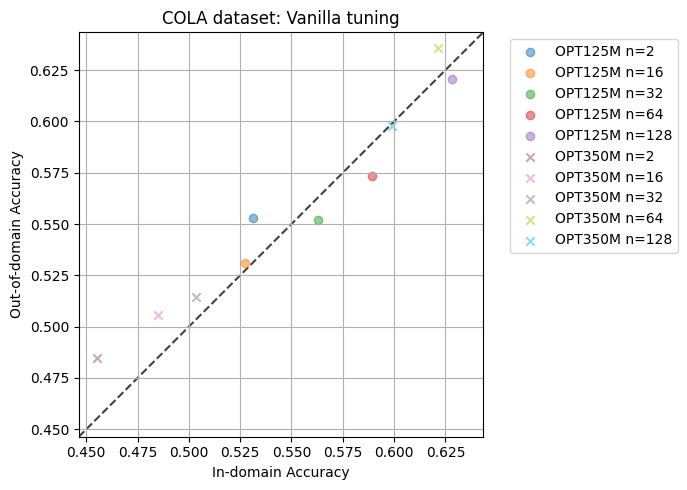 COLA dataset: Vanilla tuning
Out-of-domain Accuracy
0.625
0.600
0.575
0.550
0.525
0.500
0.475
0.450
0.450 0.475 0.500 0.525 0.550 0.575 0.600 0.625
In-domain Accuracy
OPT125M n=2
OPT125M n=16
OPT125M n=32
OPT125M n=64
OPT125M n=128
OPT350M n=2
OPT350M n=16
OPT350M n=32
OPT350M n=64
OPT350M n=128